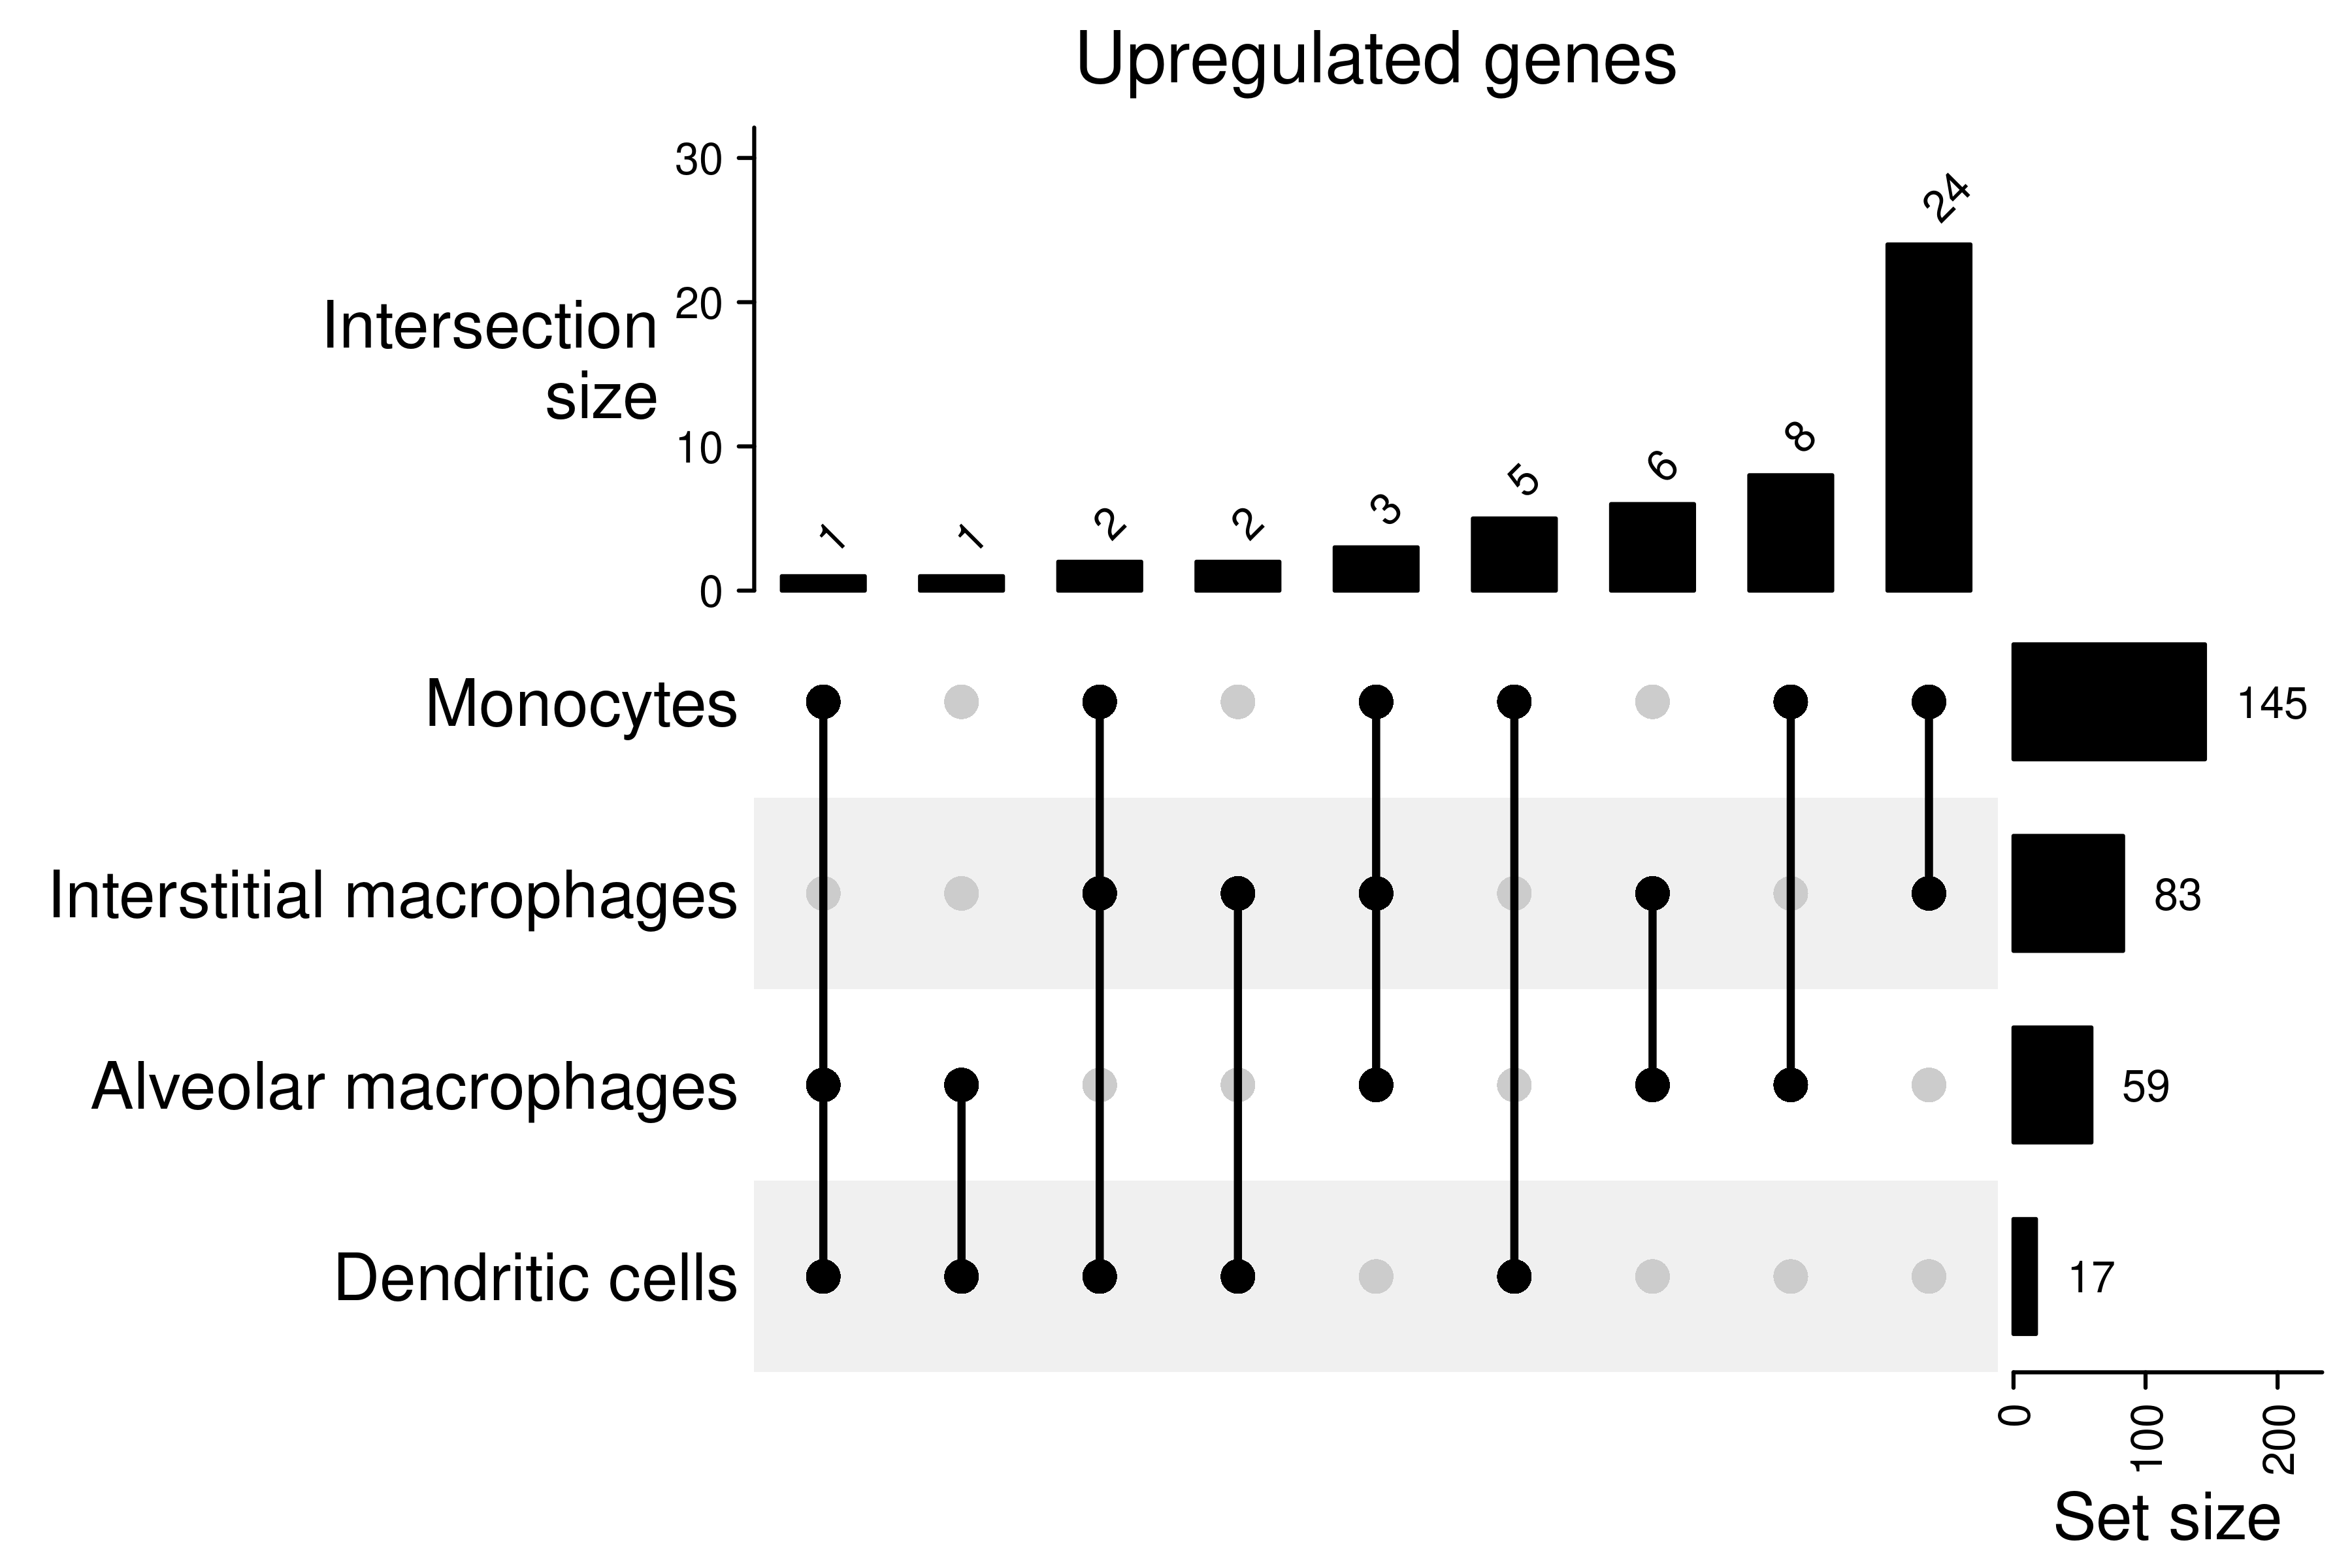 Upregulated genes
30
20
10
0
Intersection
size
1
1
2
2
3
5
6
8
24
Monocytes
145
Interstitial macrophages
83
Alveolar macrophages
59
Dendritic cells
17
0
100
200
Set size